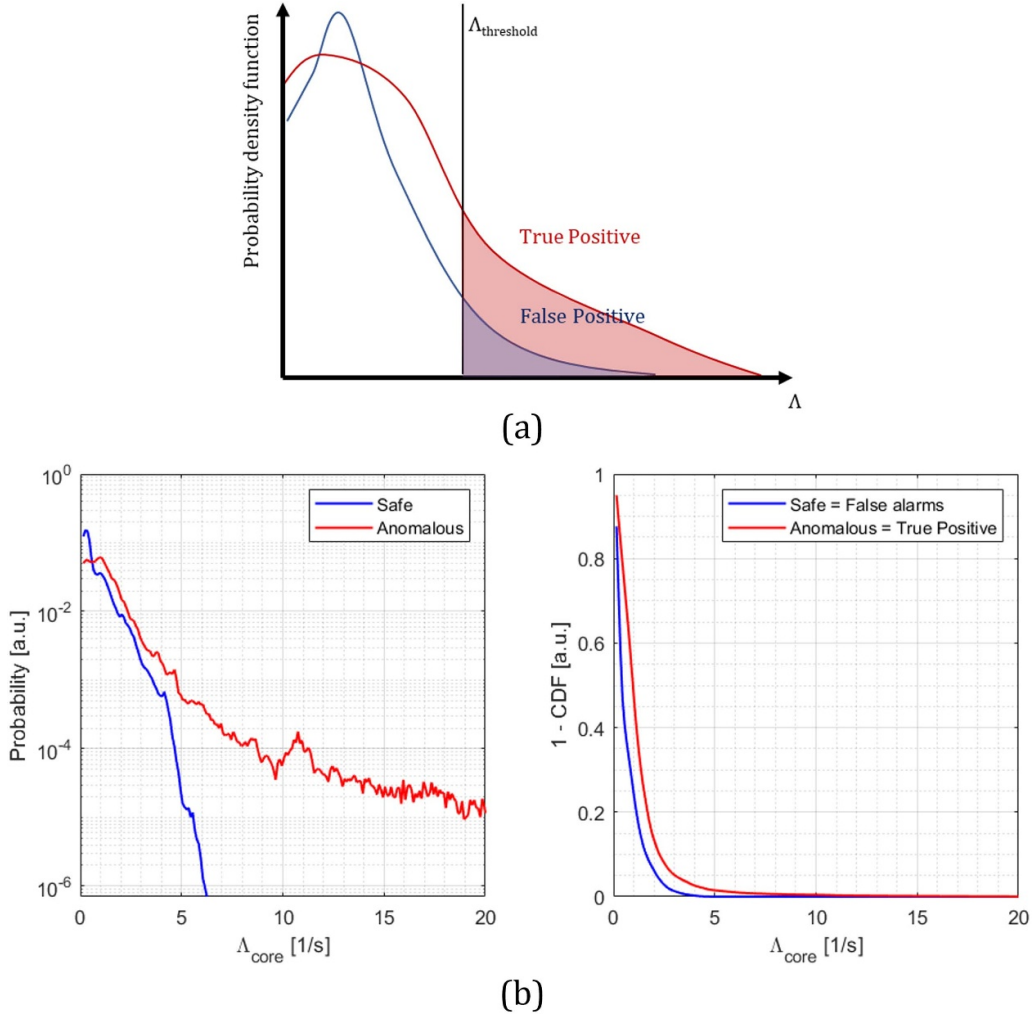 Probability density function
Λthreshold
True Positive
False Positive
Λ
(a)
Probability [a.u.]
10^0
10^-2
10^-4
10^-6
Safe
Anomalous
0 5 10 15 20
Λcore [1/s]
1 - CDF [a.u.]
1
0.8
0.6
0.4
0.2
0
Safe = False alarms
Anomalous = True Positive
0 5 10 15 20
Λcore [1/s]
(b)